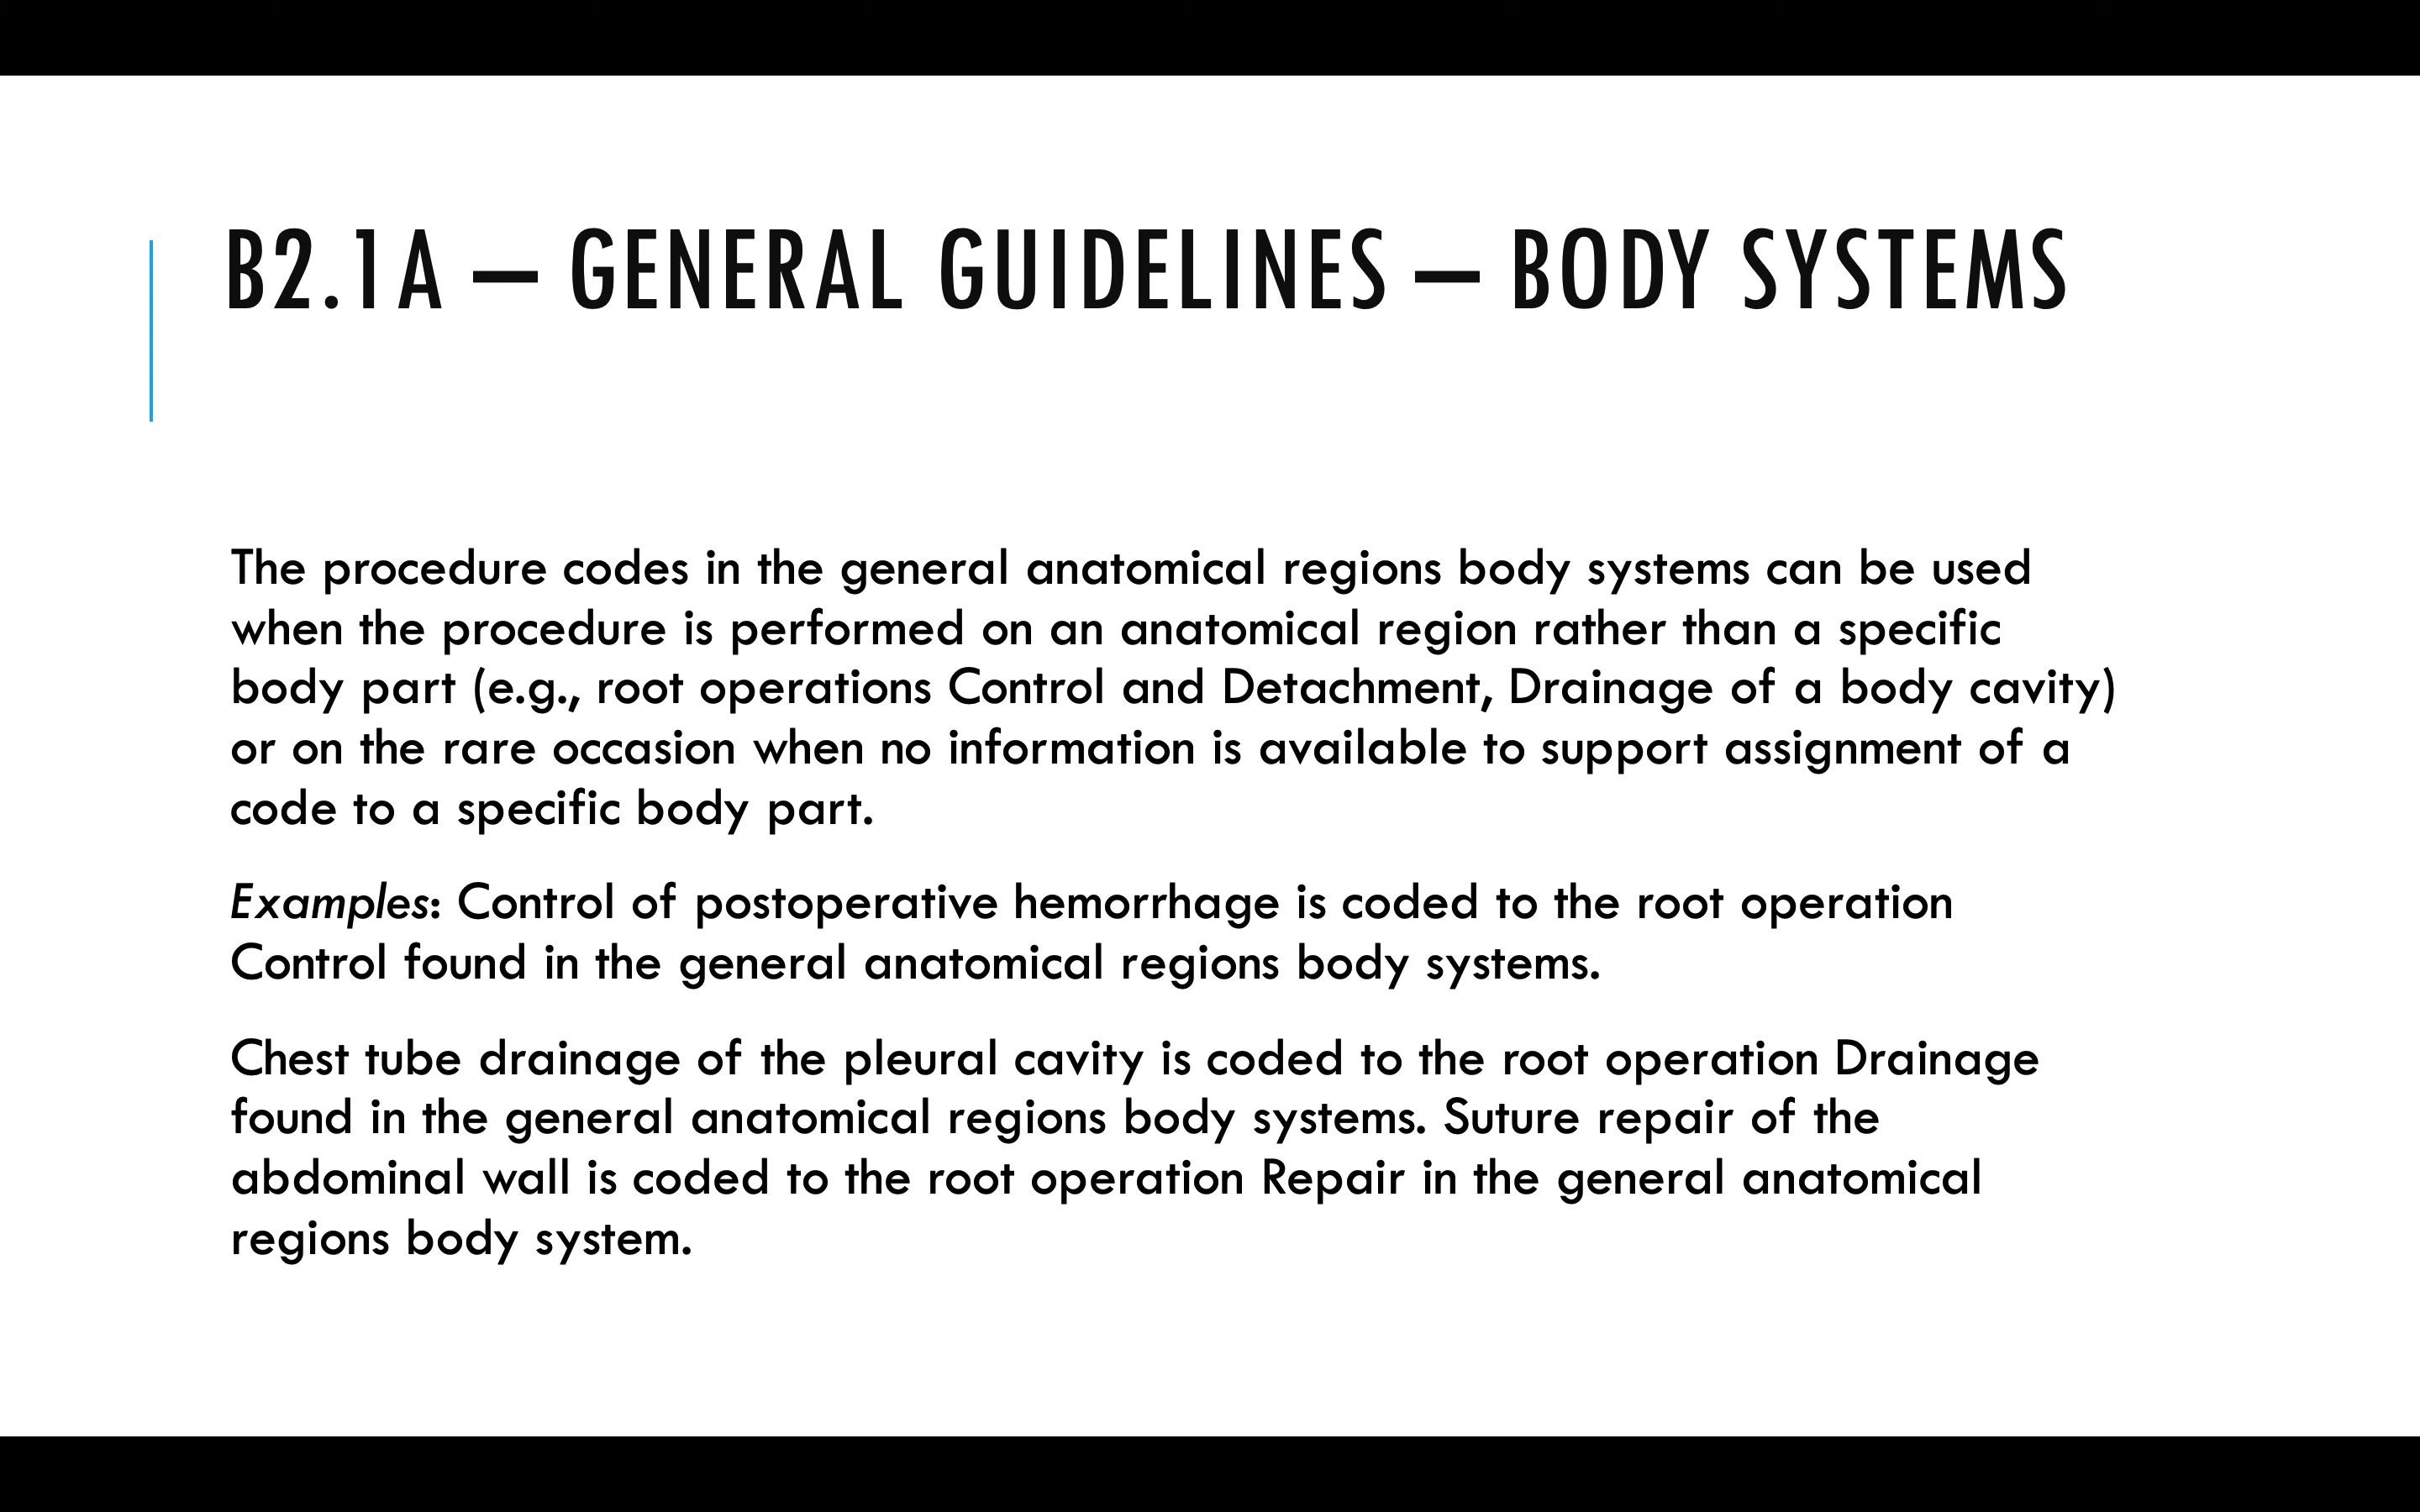 B2.1A – GENERAL GUIDELINES – BODY SYSTEMS
The procedure codes in the general anatomical regions body systems can be used
when the procedure is performed on an anatomical region rather than a specific
body part (e.g., root operations Control and Detachment, Drainage of a body cavity)
or on the rare occasion when no information is available to support assignment of a
code to a specific body part.
Examples: Control of postoperative hemorrhage is coded to the root operation
Control found in the general anatomical regions body systems.
Chest tube drainage of the pleural cavity is coded to the root operation Drainage
found in the general anatomical regions body systems. Suture repair of the
abdominal wall is coded to the root operation Repair in the general anatomical
regions body system.